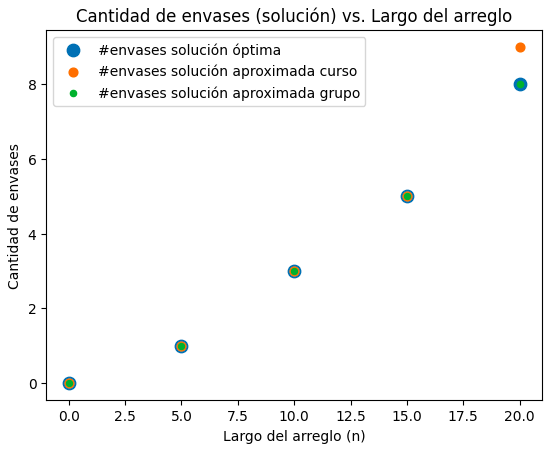 Cantidad de envases (solución) vs. Largo del arreglo
#envases solución óptima
#envases solución aproximada curso
#envases solución aproximada grupo
Cantidad de envases
8
6
4
2
0
0.0 2.5 5.0 7.5 10.0 12.5 15.0 17.5 20.0
Largo del arreglo (n)